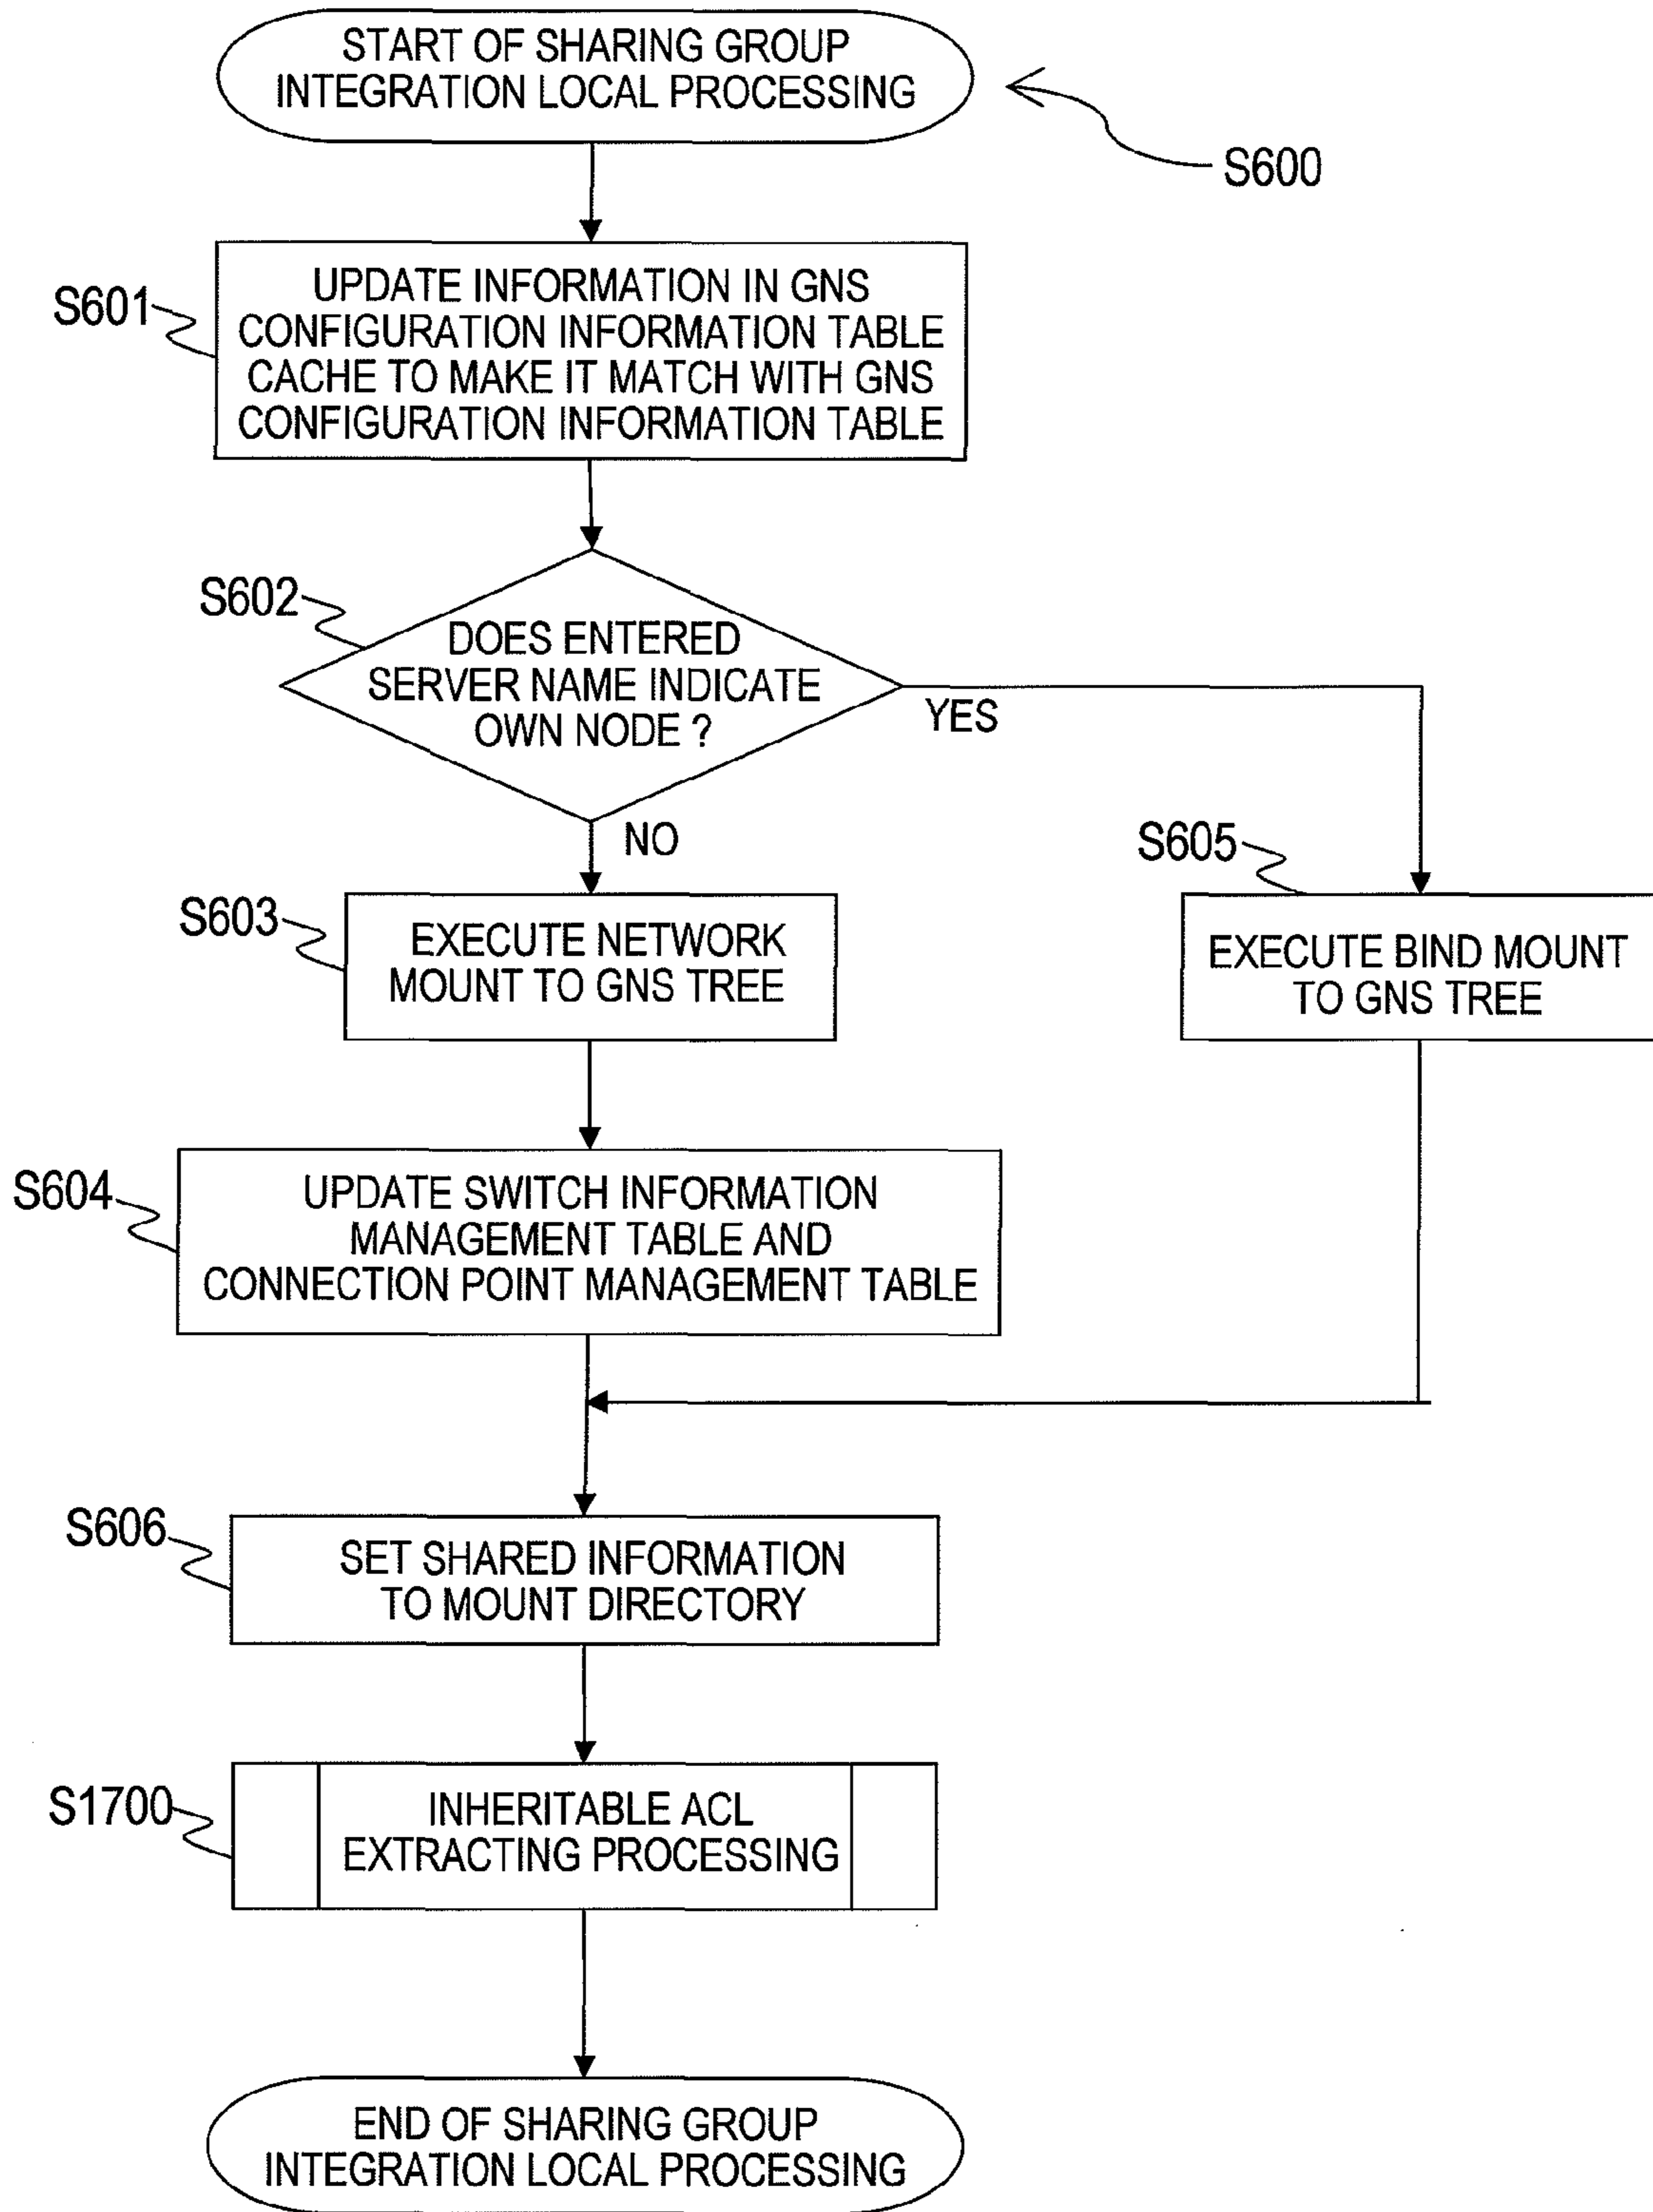 START OF SHARING GROUP
INTEGRATION LOCAL PROCESSING
S600
S601
UPDATE INFORMATION IN GNS
CONFIGURATION INFORMATION TABLE
CACHE TO MAKE IT MATCH WITH GNS
CONFIGURATION INFORMATION TABLE
S602
DOES ENTERED
SERVER NAME INDICATE
OWN NODE ?
YES
NO
S603
EXECUTE NETWORK
MOUNT TO GNS TREE
S605
EXECUTE BIND MOUNT
TO GNS TREE
S604
UPDATE SWITCH INFORMATION
MANAGEMENT TABLE AND
CONNECTION POINT MANAGEMENT TABLE
S606
SET SHARED INFORMATION
TO MOUNT DIRECTORY
S1700
INHERITABLE ACL
EXTRACTING PROCESSING
END OF SHARING GROUP
INTEGRATION LOCAL PROCESSING